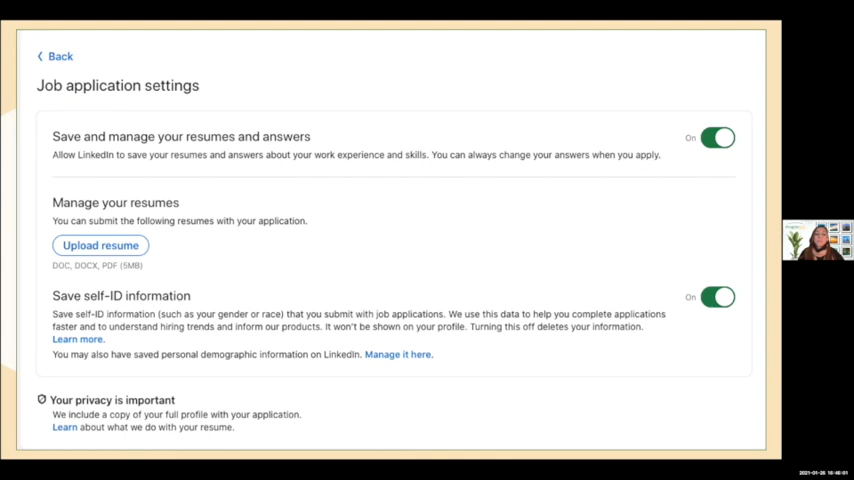 Back
Job application settings
Save and manage your resumes and answers
On
Allow LinkedIn to save your resumes and answers about your work experience and skills. You can always change your answers when you apply.
Manage your resumes
You can submit the following resumes with your application.
Upload resume
DOC, DOCX, PDF (5MB)
Save self-ID information
On
Save self-ID information (such as your gender or race) that you submit with job applications. We use this data to help you complete applications
faster and to understand hiring trends and inform our products. It won't be shown on your profile. Turning this off deletes your information.
Learn more.
You may also have saved personal demographic information on LinkedIn. Manage it here.
Your privacy is important
We include a copy of your full profile with your application.
Learn about what we do with your resume.